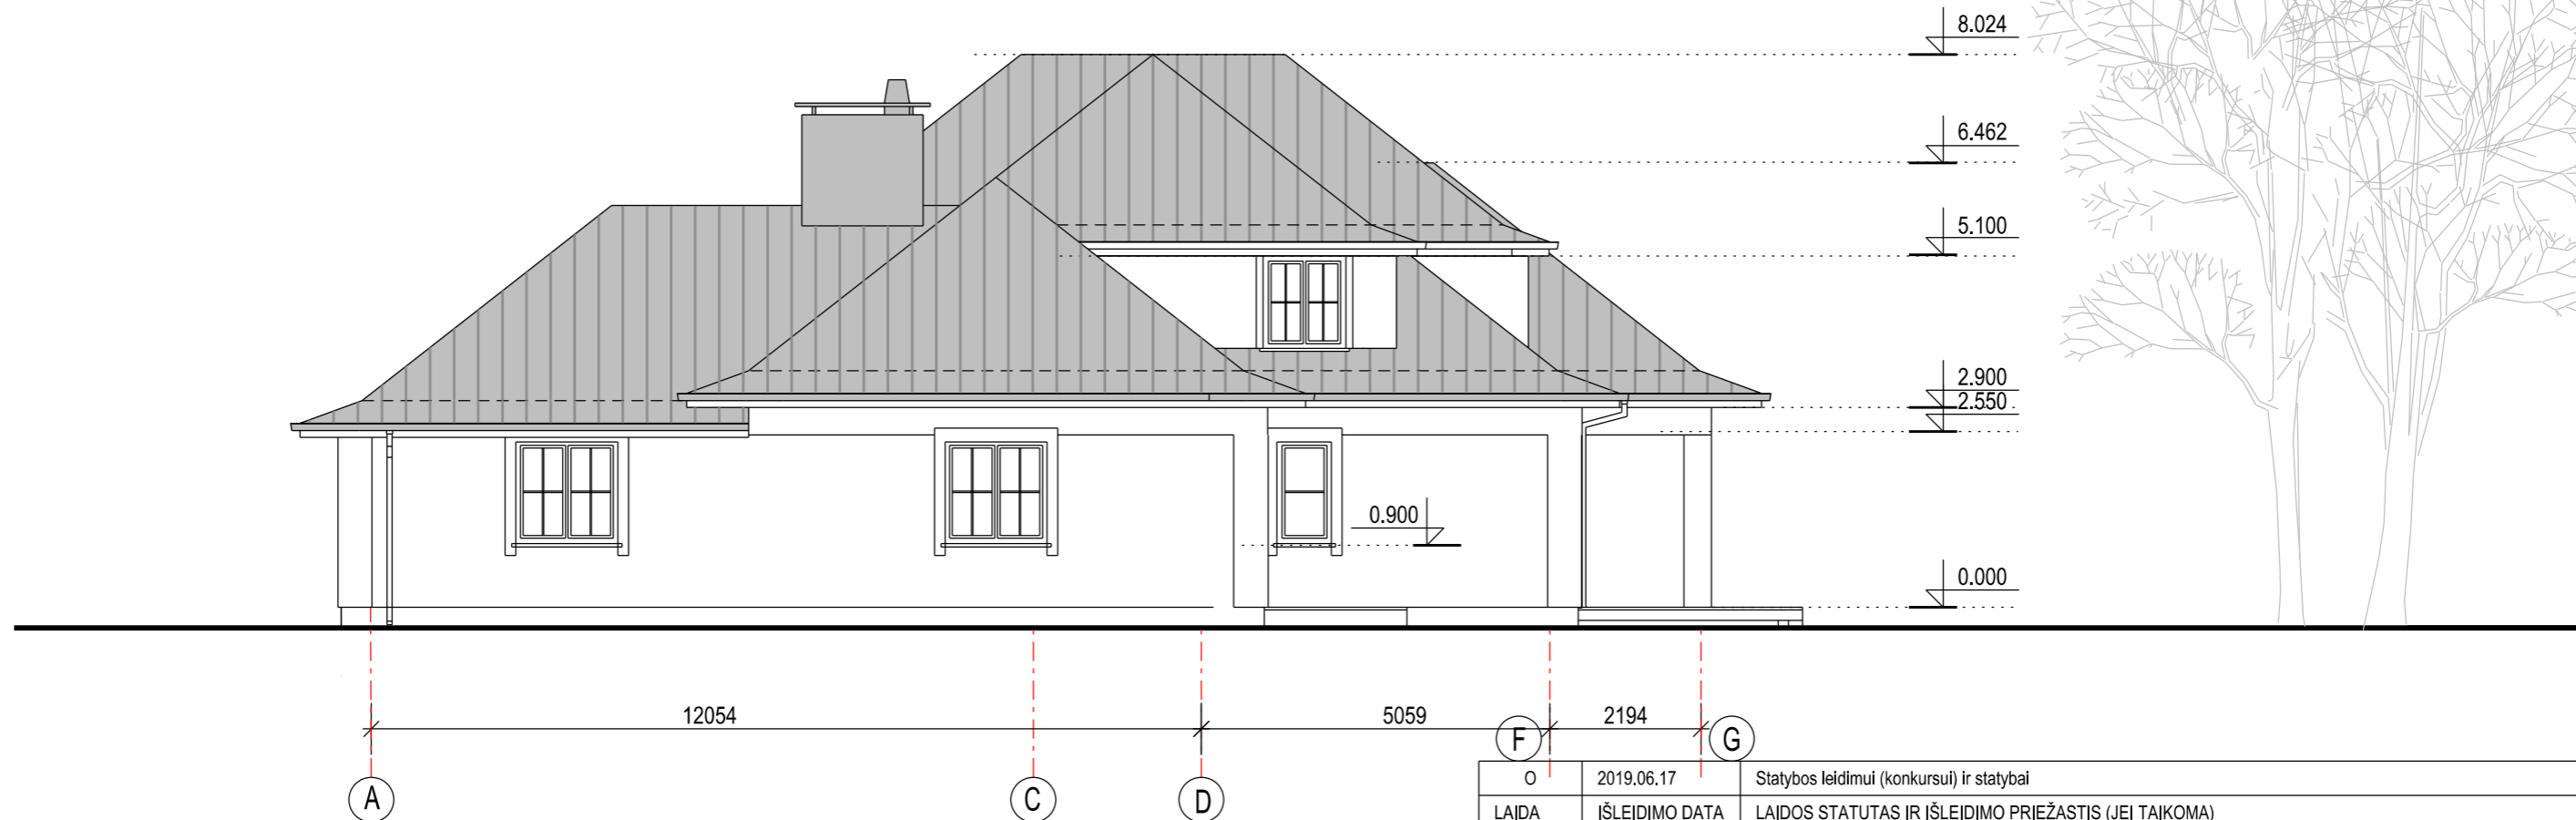 8.024
6.462
5.100
2.900
2.550
0.900
0.000
12054 5059 2194
F G
A C D
O 2019.06.17 Statybos leidimui (konkursui) ir statybai
LAIDA IŠLEIDIMO DATA LAIDOS STATUTAS IR IŠLEIDIMO PRIEŽASTIS (JEI TAIKOMA)